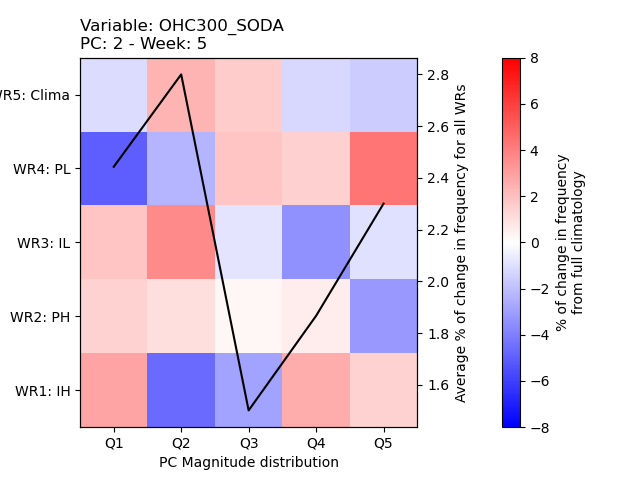 Variable: OHC300_SODA
PC: 2 - Week: 5
WR5: Clima
WR4: PL
WR3: IL
WR2: PH
WR1: IH
Q1 Q2 Q3 Q4 Q5
PC Magnitude distribution
2.8
2.6
2.4
2.2
2.0
1.8
1.6
Average % of change in frequency for all WRs
8
6
4
2
0
−2
−4
−6
−8
% of change in frequency
from full climatology